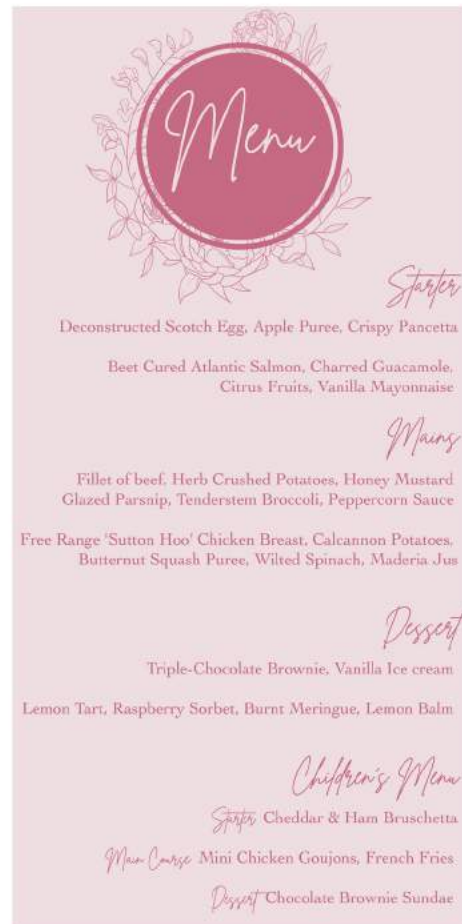 Menu
Starter
Deconstructed Scotch Egg, Apple Puree, Crispy Pancetta
Beet Cured Atlantic Salmon, Charred Guacamole,
Citrus Fruits, Vanilla Mayonnaise
Mains
Fillet of beef, Herb Crushed Potatoes, Honey Mustard
Glazed Parsnip, Tenderstem Broccoli, Peppercorn Sauce
Free Range 'Sutton Hoo' Chicken Breast, Calcannon Potatoes,
Butternut Squash Puree, Wilted Spinach, Maderia Jus
Dessert
Triple-Chocolate Brownie, Vanilla Ice cream
Lemon Tart, Raspberry Sorbet, Burnt Meringue, Lemon Balm
Children's Menu
Starter Cheddar & Ham Bruschetta
Main Course Mini Chicken Goujons, French Fries
Dessert Chocolate Brownie Sundae